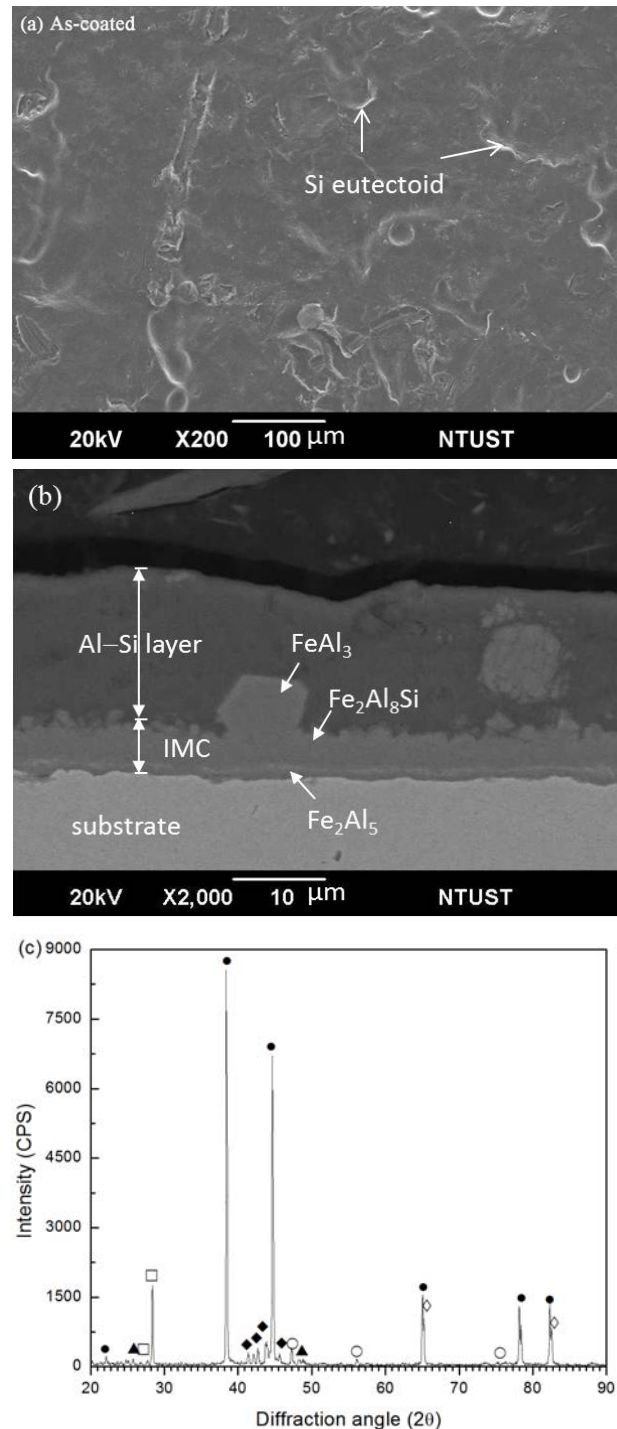 (a) As-coated
Si eutectoid
20kV X200 100 μm NTUST
(b)
Al–Si layer
FeAl₃
Fe₂Al₈Si
IMC
Fe₂Al₅
substrate
20kV X2,000 10 μm NTUST
(c)
9000
7500
6000
4500
3000
1500
0
Intensity (CPS)
20 30 40 50 60 70 80 90
Diffraction angle (2θ)